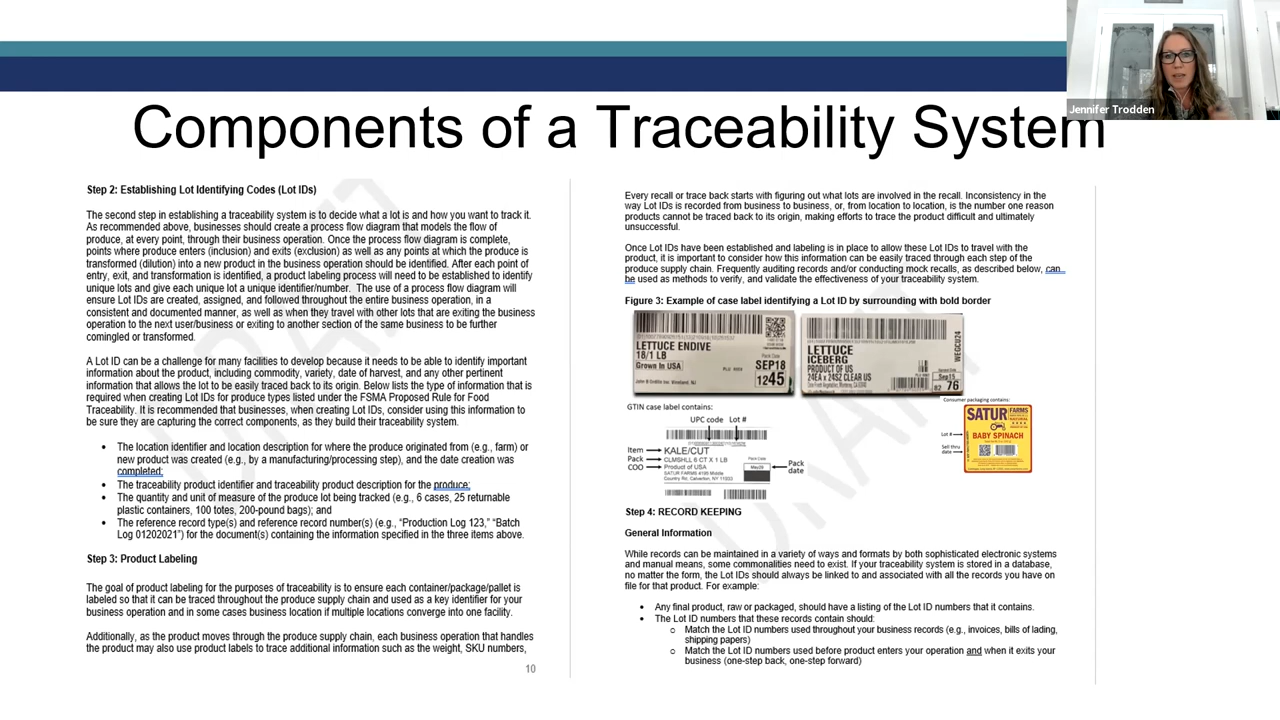 Jennifer Trodden
Components of a Traceability System
Step 2: Establishing Lot Identifying Codes (Lot IDs)
The second step in establishing a traceability system is to decide what a lot is and how you want to track it.
As recommended above, businesses should create a process flow diagram that models the flow of
produce, at every point, through their business operation. Once the process flow diagram is complete,
points where produce enters (inclusion) and exits (exclusion) as well as any points at which the produce is
transformed (dilution) into a new product in the business operation should be identified. After each point of
entry, exit, and transformation is identified, a product labeling process will need to be established to identify
unique lots and give each unique lot a unique identifier/number. The use of a process flow diagram will
ensure Lot IDs are created, assigned, and followed throughout the entire business operation, in a
consistent and documented manner, as well as when they travel with other lots that are exiting the business
operation to the next user/business or exiting to another section of the same business to be further
comingled or transformed.
A Lot ID can be a challenge for many facilities to develop because it needs to be able to identify important
information about the product, including commodity, variety, date of harvest, and any other pertinent
information that allows the lot to be easily traced back to its origin. Below lists the type of information that is
required when creating Lot IDs for produce types listed under the FSMA Proposed Rule for Food
Traceability. It is recommended that businesses, when creating Lot IDs, consider using this information to
be sure they are capturing the correct components, as they build their traceability system.
• The location identifier and location description for where the produce originated from (e.g., farm) or
new product was created (e.g., by a manufacturing/processing step), and the date creation was
completed;
• The traceability product identifier and traceability product description for the produce;
• The quantity and unit of measure of the produce lot being tracked (e.g., 6 cases, 25 returnable
plastic containers, 100 totes, 200-pound bags); and
• The reference record type(s) and reference record number(s) (e.g., “Production Log 123,” “Batch
Log 01202021”) for the document(s) containing the information specified in the three items above.
Step 3: Product Labeling
The goal of product labeling for the purposes of traceability is to ensure each container/package/pallet is
labeled so that it can be traced throughout the produce supply chain and used as a key identifier for your
business operation and in some cases business location if multiple locations converge into one facility.
Additionally, as the product moves through the produce supply chain, each business operation that handles
the product may also use product labels to trace additional information such as the weight, SKU numbers,
10
Every recall or trace back starts with figuring out what lots are involved in the recall. Inconsistency in the
way Lot IDs is recorded from business to business, or, from location to location, is the number one reason
products cannot be traced back to its origin, making efforts to trace the product difficult and ultimately
unsuccessful.
Once Lot IDs have been established and labeling is in place to allow these Lot IDs to travel with the
product, it is important to consider how this information can be easily traced through each step of the
produce supply chain. Frequently auditing records and/or conducting mock recalls, as described below, can
be used as methods to verify, and validate the effectiveness of your traceability system.
Figure 3: Example of case label identifying a Lot ID by surrounding with bold border
LETTUCE ENDIVE
18/1 LB
Grown In USA
Pack Date
SEP18
1245
LETTUCE
ICEBERG
PRODUCT OF US
24EA x 24S2 CLEAR US
WEGCU24
Sep15
76
GTIN case label contains:
UPC code Lot #
Item
Pack
COO
KALE/CUT
CLMSHLL 6 CT X 1 LB
Product of USA
SATUR FARMS 4195 Middle
Country Rd; Calverton, NY 11933
Pack Date
May29
Pack
date
Consumer packaging contains:
Lot #
Sell thru
date
SATUR FARMS
BABY SPINACH
Step 4: RECORD KEEPING
General Information
While records can be maintained in a variety of ways and formats by both sophisticated electronic systems
and manual means, some commonalities need to exist. If your traceability system is stored in a database,
no matter the form, the Lot IDs should always be linked to and associated with all the records you have on
file for that product. For example:
• Any final product, raw or packaged, should have a listing of the Lot ID numbers that it contains.
• The Lot ID numbers that these records contain should:
o Match the Lot ID numbers used throughout your business records (e.g., invoices, bills of lading,
shipping papers)
o Match the Lot ID numbers used before product enters your operation and when it exits your
business (one-step back, one-step forward)
DRAFT